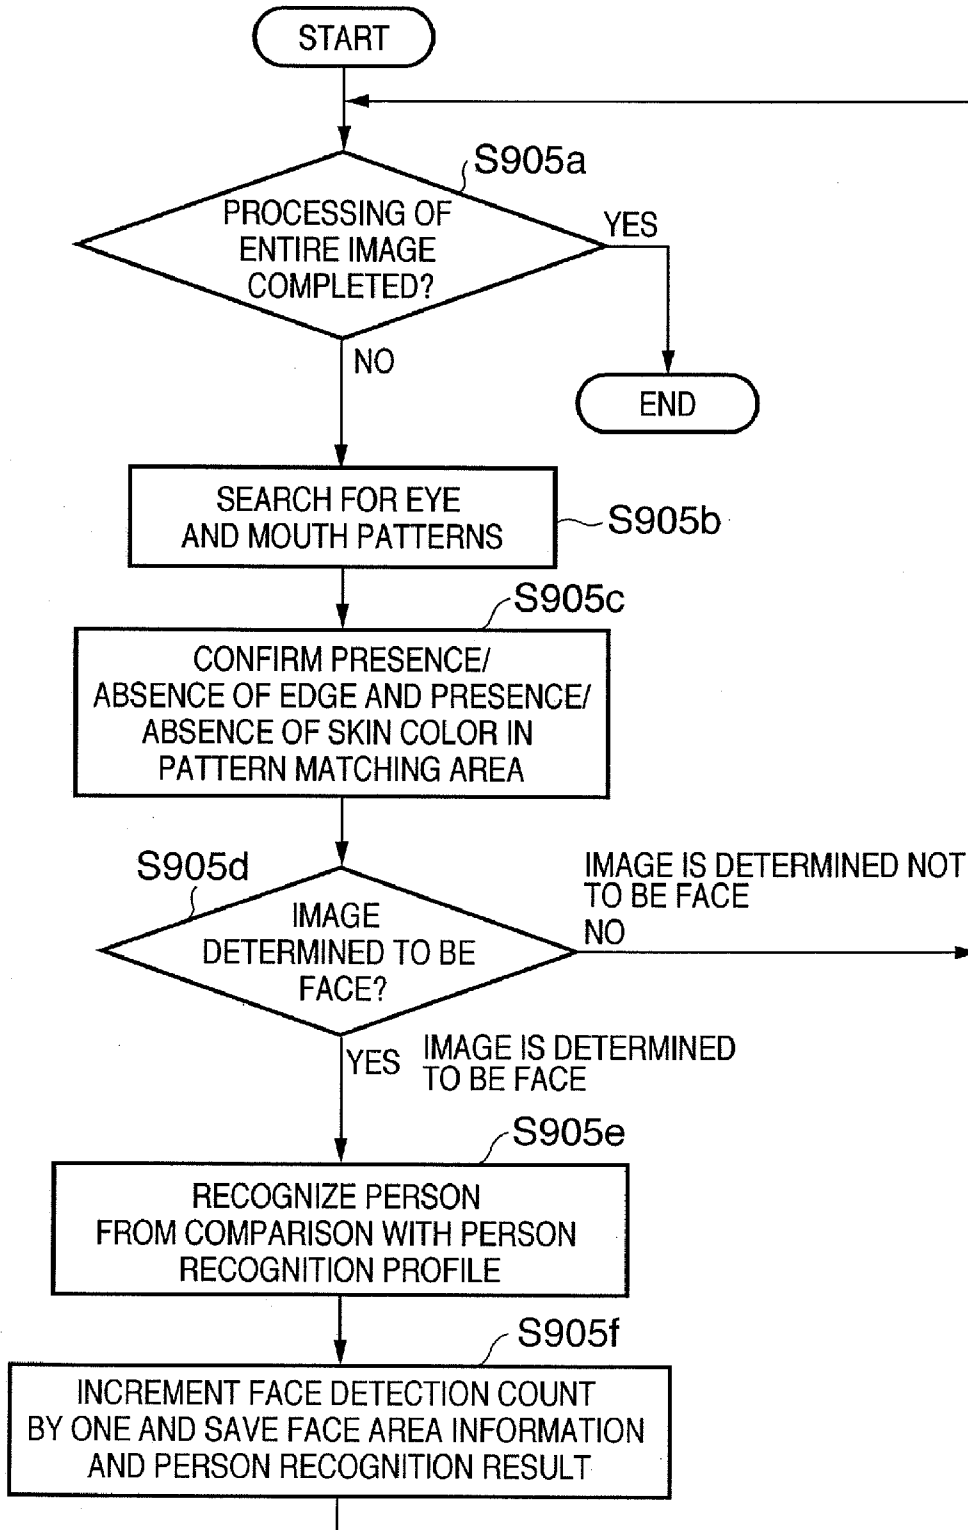 START
S905a
PROCESSING OF
ENTIRE IMAGE
COMPLETED?
YES
NO
END
SEARCH FOR EYE
AND MOUTH PATTERNS
S905b
S905c
CONFIRM PRESENCE/
ABSENCE OF EDGE AND PRESENCE/
ABSENCE OF SKIN COLOR IN
PATTERN MATCHING AREA
S905d
IMAGE
DETERMINED TO BE
FACE?
IMAGE IS DETERMINED NOT
TO BE FACE
NO
YES
IMAGE IS DETERMINED
TO BE FACE
S905e
RECOGNIZE PERSON
FROM COMPARISON WITH PERSON
RECOGNITION PROFILE
S905f
INCREMENT FACE DETECTION COUNT
BY ONE AND SAVE FACE AREA INFORMATION
AND PERSON RECOGNITION RESULT